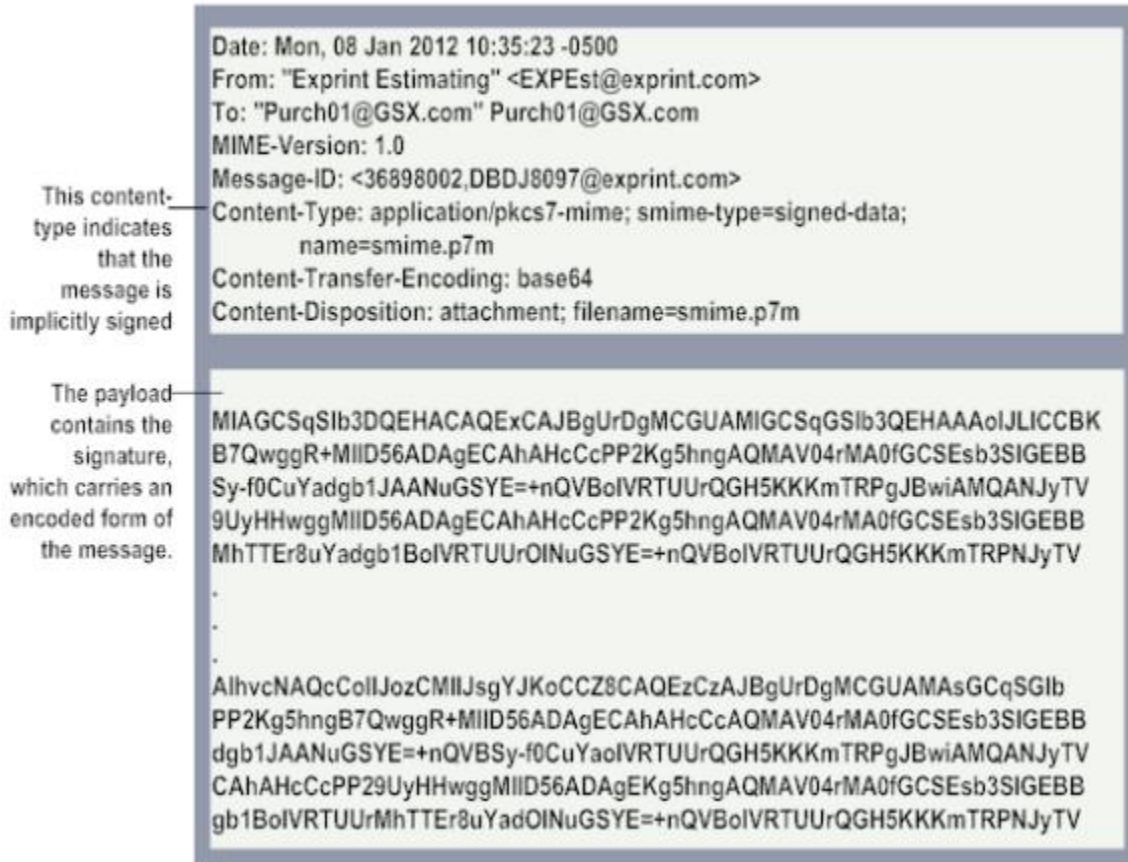 Date: Mon, 08 Jan 2012 10:35:23 -0500
From: "Exprint Estimating" <EXPEst@exprint.com>
To: "Purch01@GSX.com" Purch01@GSX.com
MIME-Version: 1.0
Message-ID: <36898002,DBDJ8097@exprint.com>
Content-Type: application/pkcs7-mime; smime-type=signed-data;
name=smime.p7m
Content-Transfer-Encoding: base64
Content-Disposition: attachment; filename=smime.p7m
This content-
type indicates
that the
message is
implicitly signed
The payload
contains the
signature,
which carries an
encoded form of
the message.
MIAGCSqSIb3DQEHACAQExCAJBgUrDgMCGUAMIGCSqGSIb3QEHAAAoIJLICCBK
B7QwggR+MIID56ADAgECAhAHcCcPP2Kg5hngAQMAV04rMA0fGCSEsb3SIGEBB
Sy-f0CuYadgb1JAANuGSYE=+nQVBoIVRTUUrQGH5KKKmTRPgJBwiAMQANJyTV
9UyHHwggMIID56ADAgECAhAHcCcPP2Kg5hngAQMAV04rMA0fGCSEsb3SIGEBB
MhTTEr8uYadgb1BoIVRTUUrOINuGSYE=+nQVBoIVRTUUrQGH5KKKmTRPNJyTV
.
.
.
AlhvcNAQcCoIIJozCMIIJsgYJKoCCZ8CAQEzCzAJBgUrDgMCGUAMAsGCqSGIb
PP2Kg5hngB7QwggR+MIID56ADAgECAhAHcCcAQMAV04rMA0fGCSEsb3SIGEBB
dgb1JAANuGSYE=+nQVBSy-f0CuYaoIVRTUUrQGH5KKKmTRPgJBwiAMQANJyTV
CAhAHcCcPP29UyHHwggMIID56ADAgEKg5hngAQMAV04rMA0fGCSEsb3SIGEBB
gb1BoIVRTUUrMhTTEr8uYadOINuGSYE=+nQVBoIVRTUUrQGH5KKKmTRPNJyTV